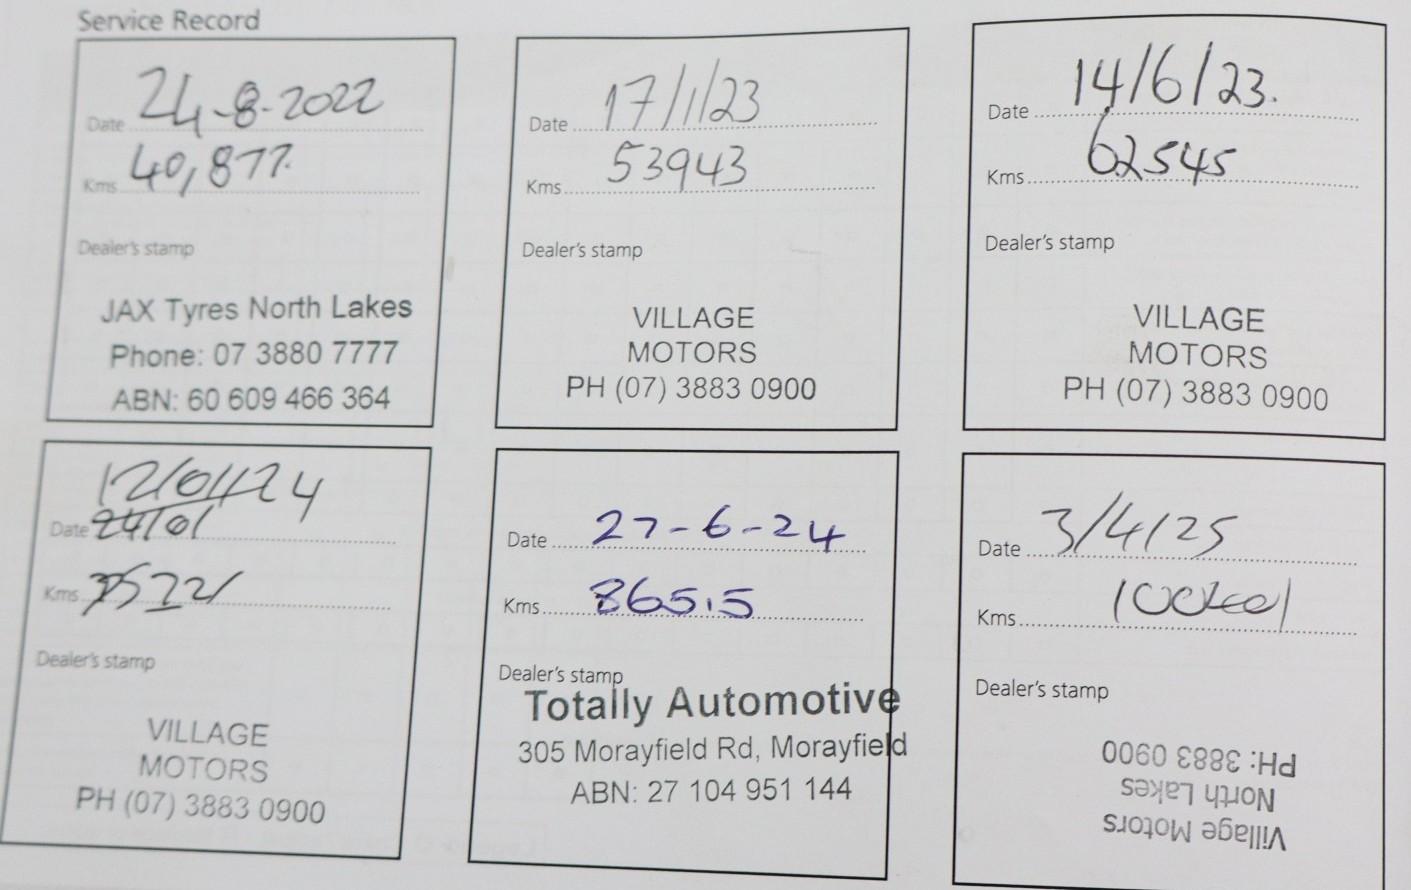 Service Record
Date 24-8-2022
Kms 40,877
Dealer's stamp
JAX Tyres North Lakes
Phone: 07 3880 7777
ABN: 60 609 466 364
Date 17/1/23
Kms 53943
Dealer's stamp
VILLAGE
MOTORS
PH (07) 3883 0900
Date 14/6/23.
Kms 62545
Dealer's stamp
VILLAGE
MOTORS
PH (07) 3883 0900
12/01/24
Date 24/01
Kms
Dealer's stamp
VILLAGE
MOTORS
PH (07) 3883 0900
Date 27-6-24
Kms
Dealer's stamp
Totally Automotive
305 Morayfield Rd, Morayfield
ABN: 27 104 951 144
Date 3/4/25
Kms
Dealer's stamp
Village Motors
North Lakes
PH: 3883 0900